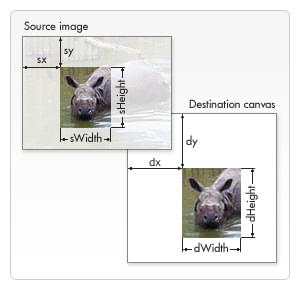 Source image
sx
sy
sHeight
sWidth
Destination canvas
dy
dx
dHeight
dWidth